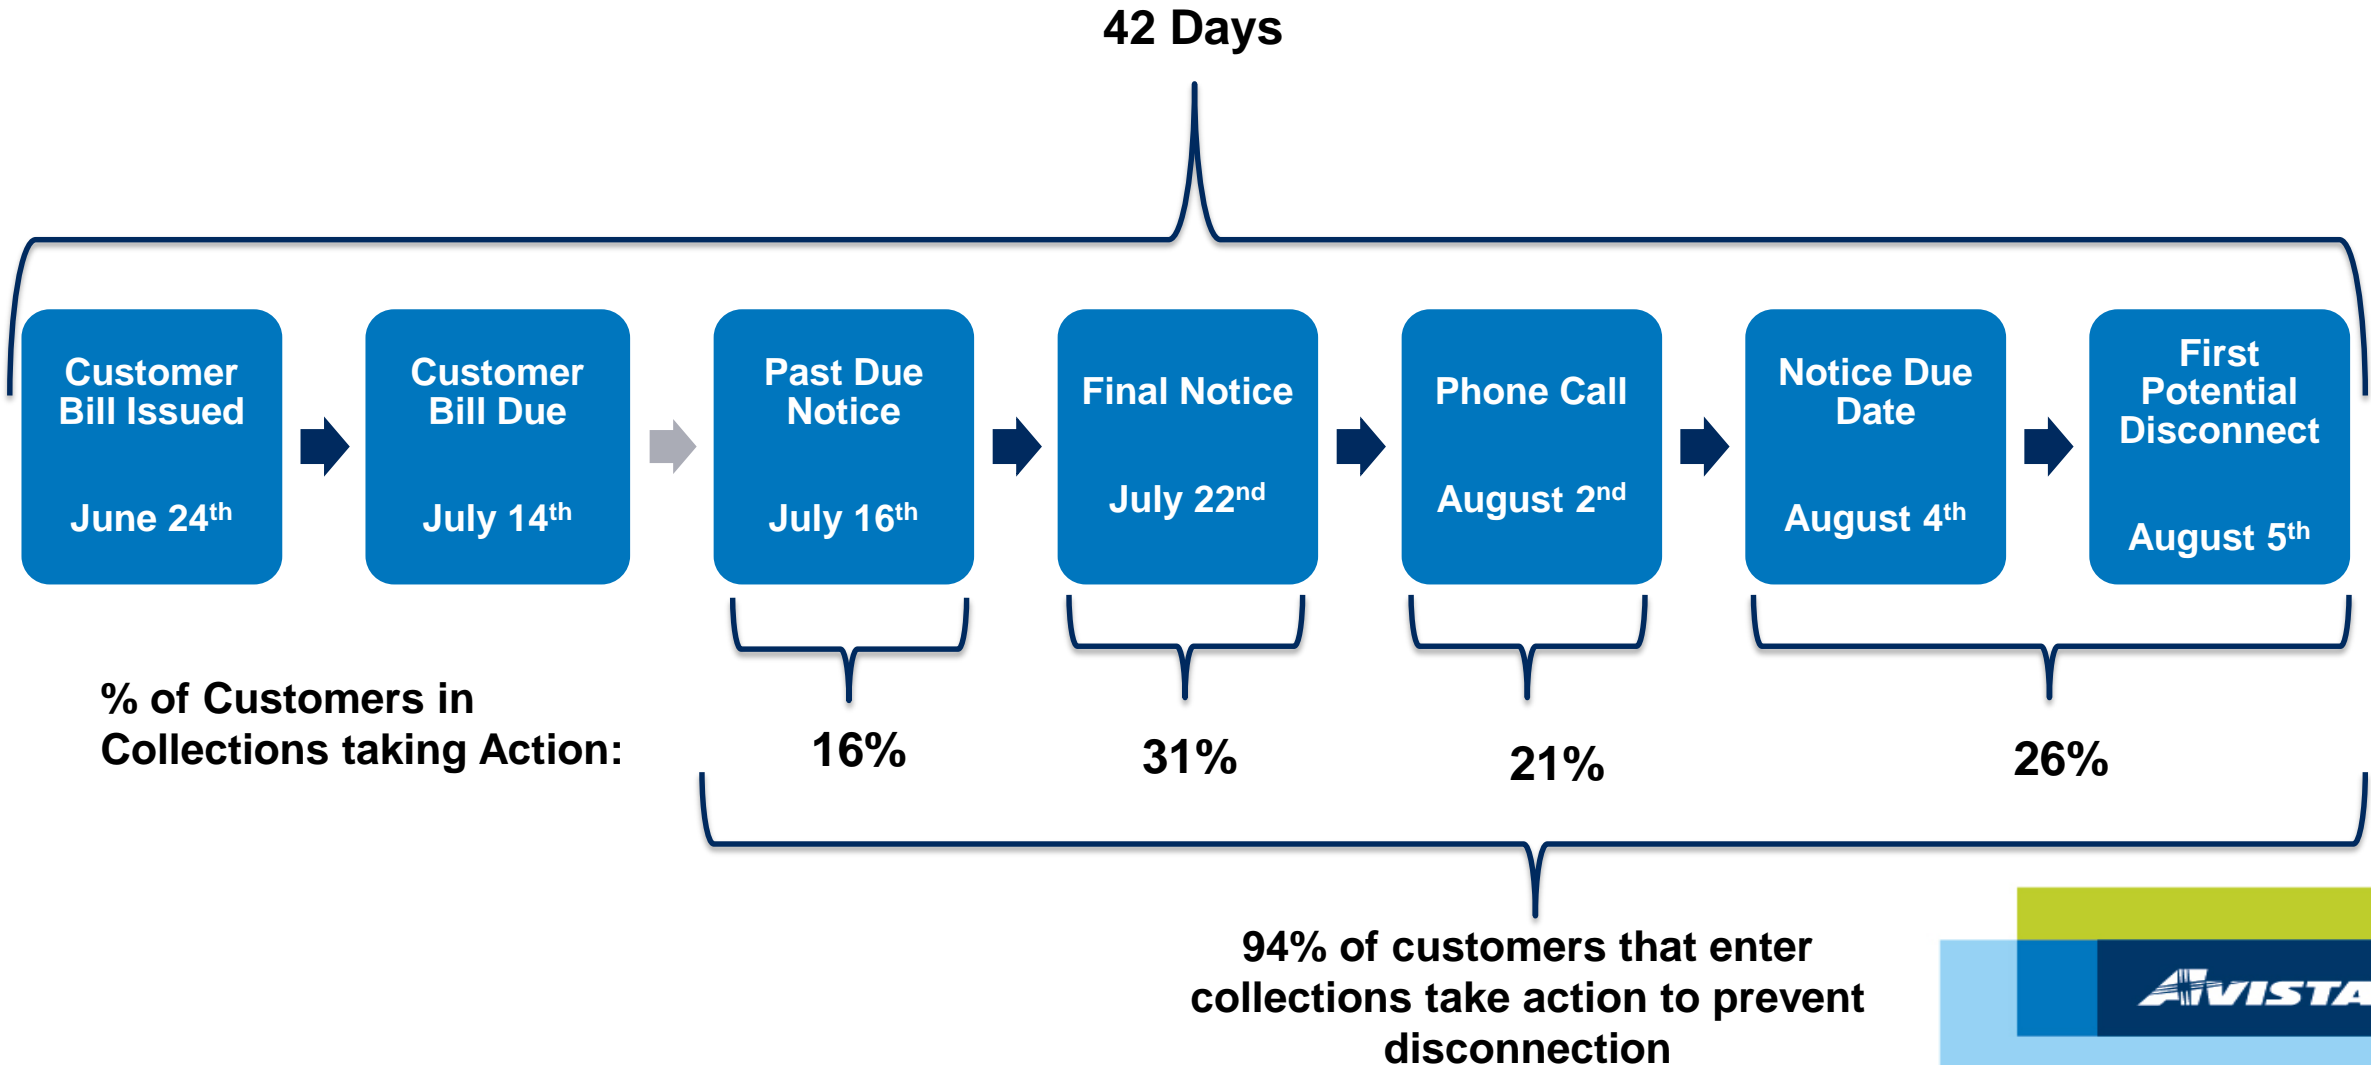 42 Days
Customer
Bill Issued
June 24th
Customer
Bill Due
July 14th
Past Due
Notice
July 16th
Final Notice
July 22nd
Phone Call
August 2nd
Notice Due
Date
August 4th
First
Potential
Disconnect
August 5th
% of Customers in
Collections taking Action:
16%
31%
21%
26%
94% of customers that enter
collections take action to prevent
disconnection
AVISTA